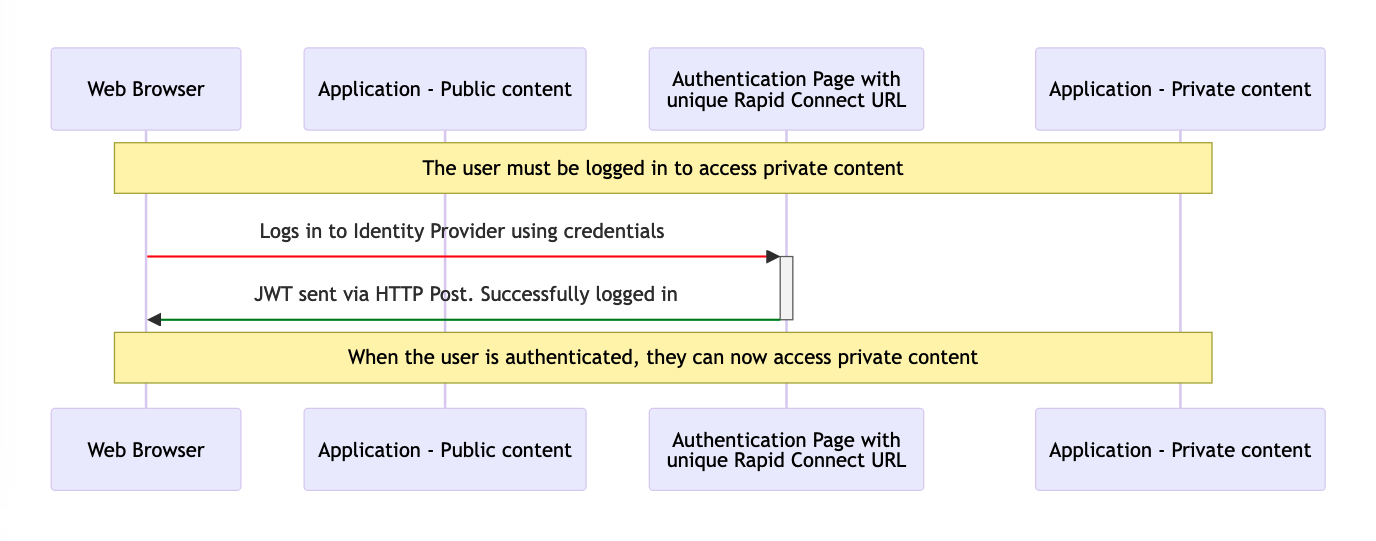 Web Browser
Application - Public content
Authentication Page with
unique Rapid Connect URL
Application - Private content
The user must be logged in to access private content
Logs in to Identity Provider using credentials
JWT sent via HTTP Post. Successfully logged in
When the user is authenticated, they can now access private content
Web Browser
Application - Public content
Authentication Page with
unique Rapid Connect URL
Application - Private content